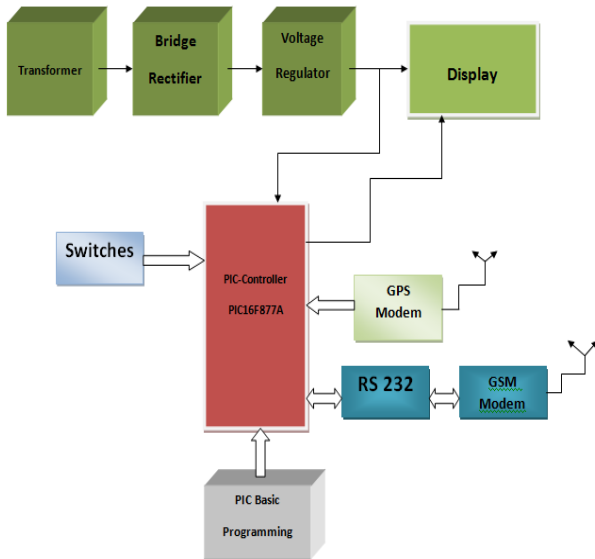 Transformer
Bridge
Rectifier
Voltage
Regulator
Display
Switches
PIC-Controller
PIC16F877A
GPS
Modem
RS 232
GSM
Modem
PIC Basic
Programming